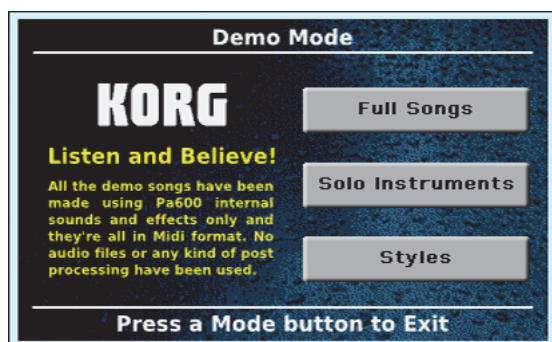 Demo Mode
KORG
Listen and Believe!
All the demo songs have been
made using Pa600 internal
sounds and effects only and
they're all in Midi format. No
audio files or any kind of post
processing have been used.
Full Songs
Solo Instruments
Styles
Press a Mode button to Exit